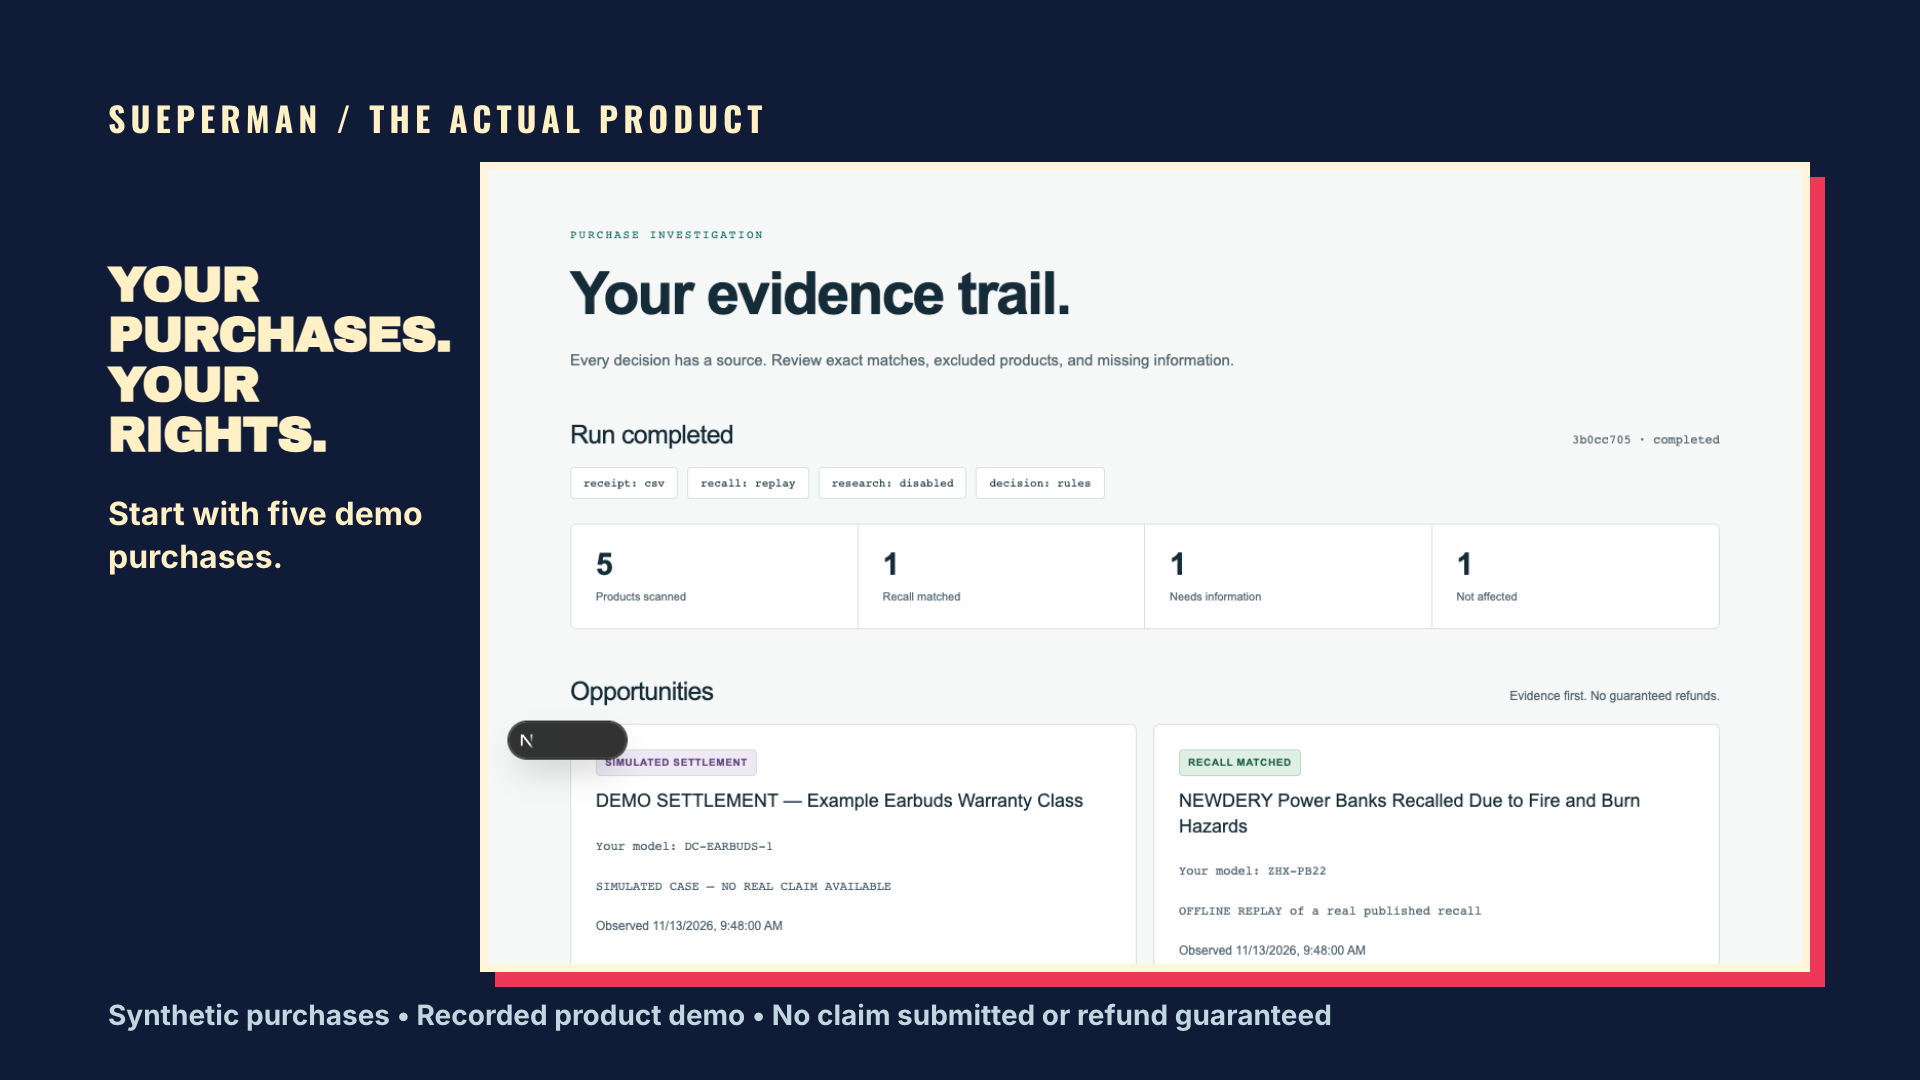 SUEPERMAN / THE ACTUAL PRODUCT
YOUR
PURCHASES.
YOUR
RIGHTS.
Start with five demo
purchases.
PURCHASE INVESTIGATION
Your evidence trail.
Every decision has a source. Review exact matches, excluded products, and missing information.
Run completed
3b0cc705 · completed
receipt: csv
recall: replay
research: disabled
decision: rules
5
Products scanned
1
Recall matched
1
Needs information
1
Not affected
Opportunities
Evidence first. No guaranteed refunds.
N
SIMULATED SETTLEMENT
DEMO SETTLEMENT — Example Earbuds Warranty Class
Your model: DC-EARBUDS-1
SIMULATED CASE — NO REAL CLAIM AVAILABLE
Observed 11/13/2026, 9:48:00 AM
RECALL MATCHED
NEWDERY Power Banks Recalled Due to Fire and Burn
Hazards
Your model: ZHX-PB22
OFFLINE REPLAY of a real published recall
Observed 11/13/2026, 9:48:00 AM
Synthetic purchases • Recorded product demo • No claim submitted or refund guaranteed